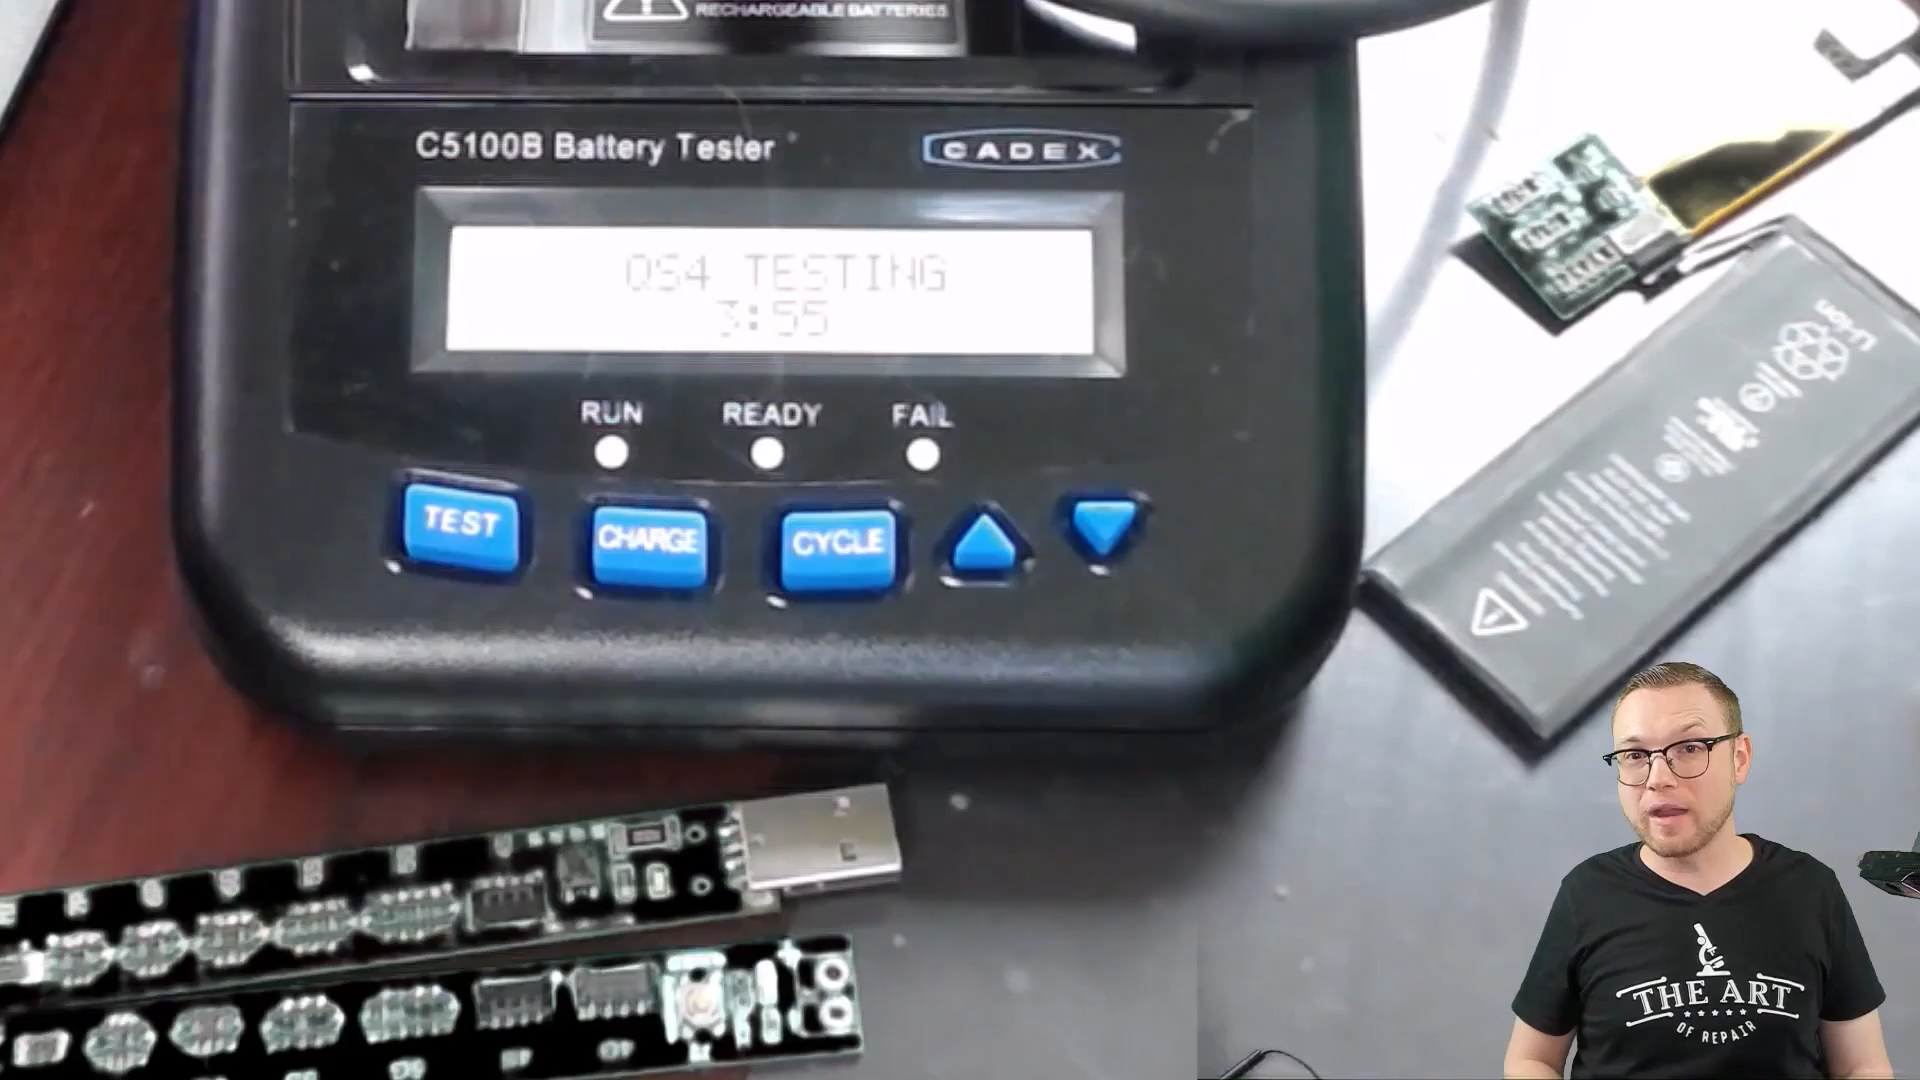 RECHARGEABLE BATTERIES
C5100B Battery Tester
CADEX
QS4 TESTING
3:55
RUN
READY
FAIL
TEST
CHARGE
CYCLE
THE ART
OF REPAIR